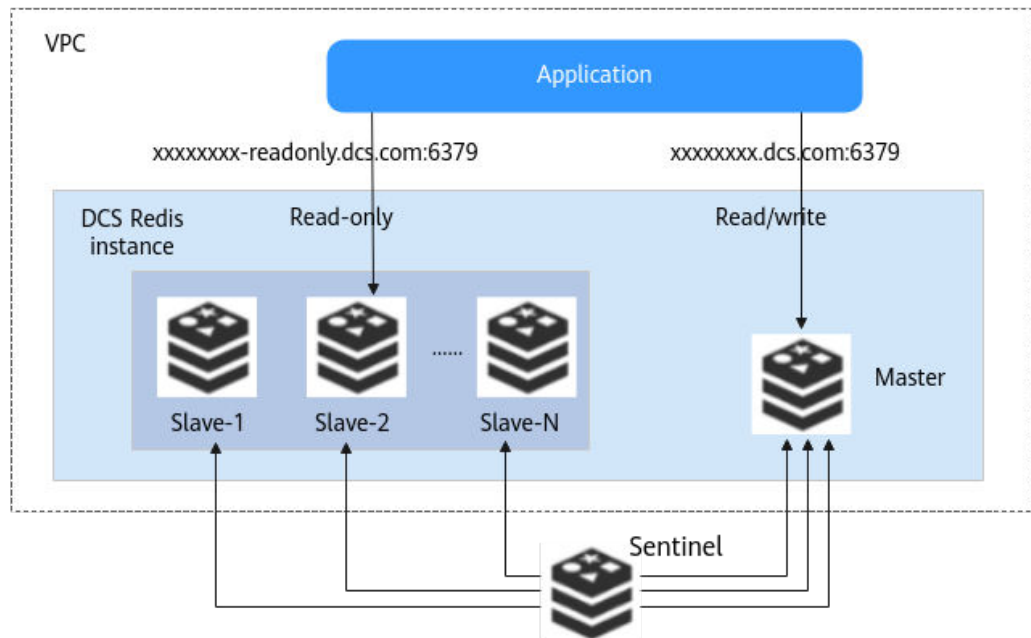 VPC
Application
xxxxxxxx-readonly.dcs.com:6379
xxxxxxxx.dcs.com:6379
DCS Redis
instance
Read-only
Read/write
......
Master
Slave-1
Slave-2
Slave-N
Sentinel